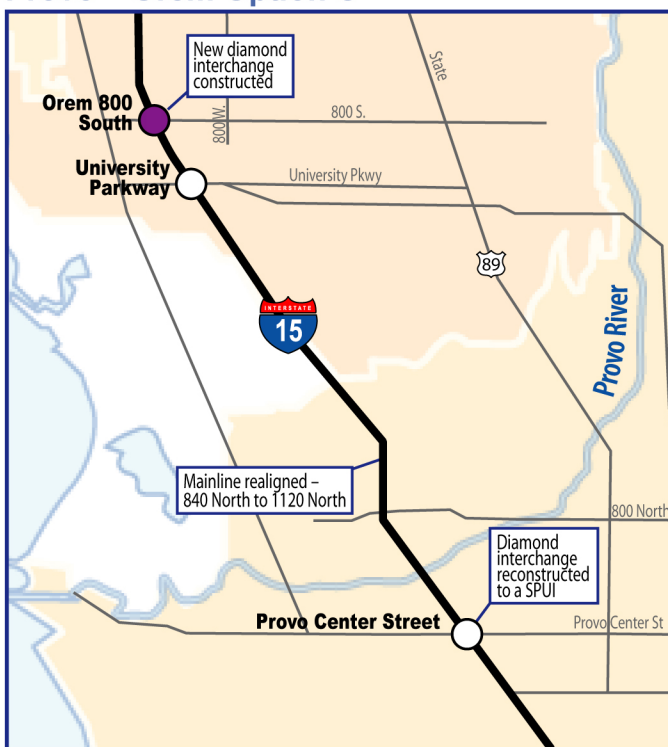 New diamond
interchange
constructed
State
Orem 800
South
800 W.
800 S.
University
Parkway
University Pkwy
89
INTERSTATE
15
Provo River
Mainline realigned –
840 North to 1120 North
800 North
Diamond
interchange
reconstructed
to a SPUI
Provo Center Street
Provo Center St